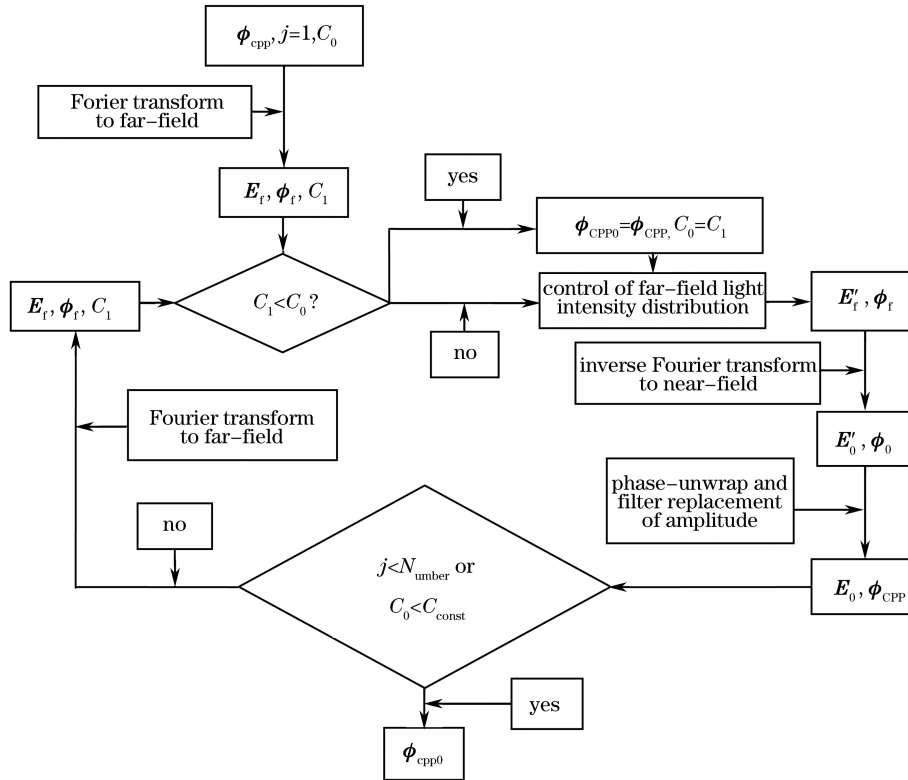 ϕcpp, j=1,C0
Forier transform
to far-field
Ef, ϕf, C1
yes
ϕCPP0=ϕCPP, C0=C1
Ef, ϕf, C1
C1<C0?
control of far-field light
intensity distribution
E′f, ϕf
no
inverse Fourier transform
to near-field
Fourier transform
to far-field
E′0, ϕ0
phase-unwrap and
filter replacement
of amplitude
no
j<Number or
C0<Cconst
E0, ϕCPP
yes
ϕcpp0